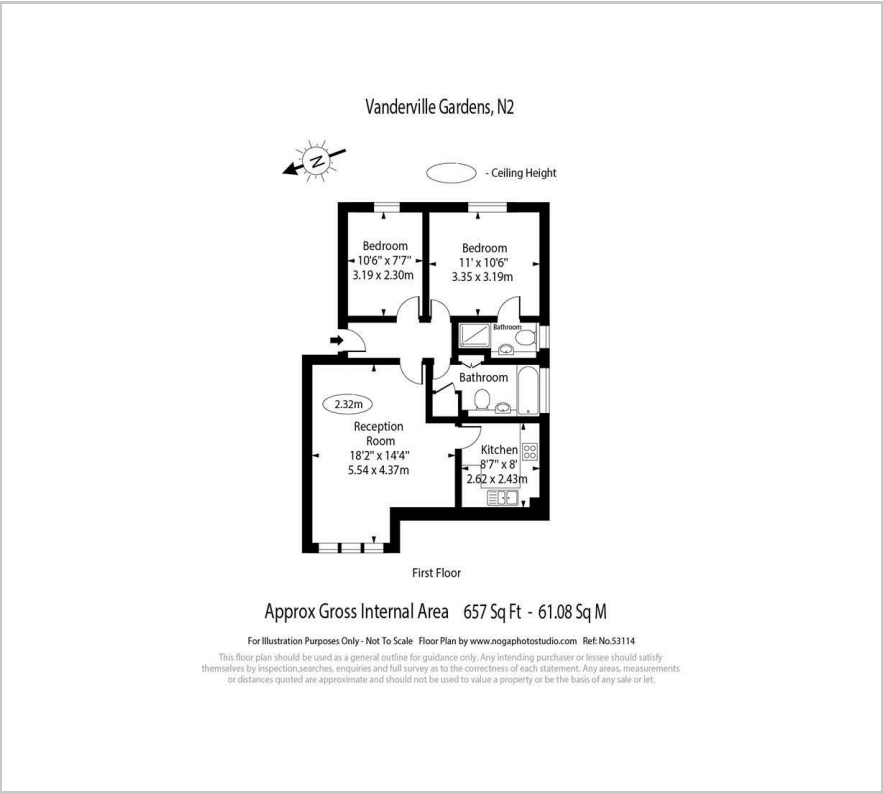 Vanderville Gardens, N2
N
- Ceiling Height
Bedroom
10'6" x 7'7"
3.19 x 2.30m
Bedroom
11' x 10'6"
3.35 x 3.19m
Bathroom
Bathroom
2.32m
Reception
Room
18'2" x 14'4"
5.54 x 4.37m
Kitchen
8'7" x 8'
2.62 x 2.43m
First Floor
Approx Gross Internal Area 657 Sq Ft - 61.08 Sq M
For Illustration Purposes Only - Not To Scale Floor Plan by www.nogaphotostudio.com Ref: No.53114
This floor plan should be used as a general outline for guidance only. Any intending purchaser or lessee should satisfy
themselves by inspection,searches, enquiries and full survey as to the correctness of each statement. Any areas, measurements
or distances quoted are approximate and should not be used to value a property or be the basis of any sale or let.